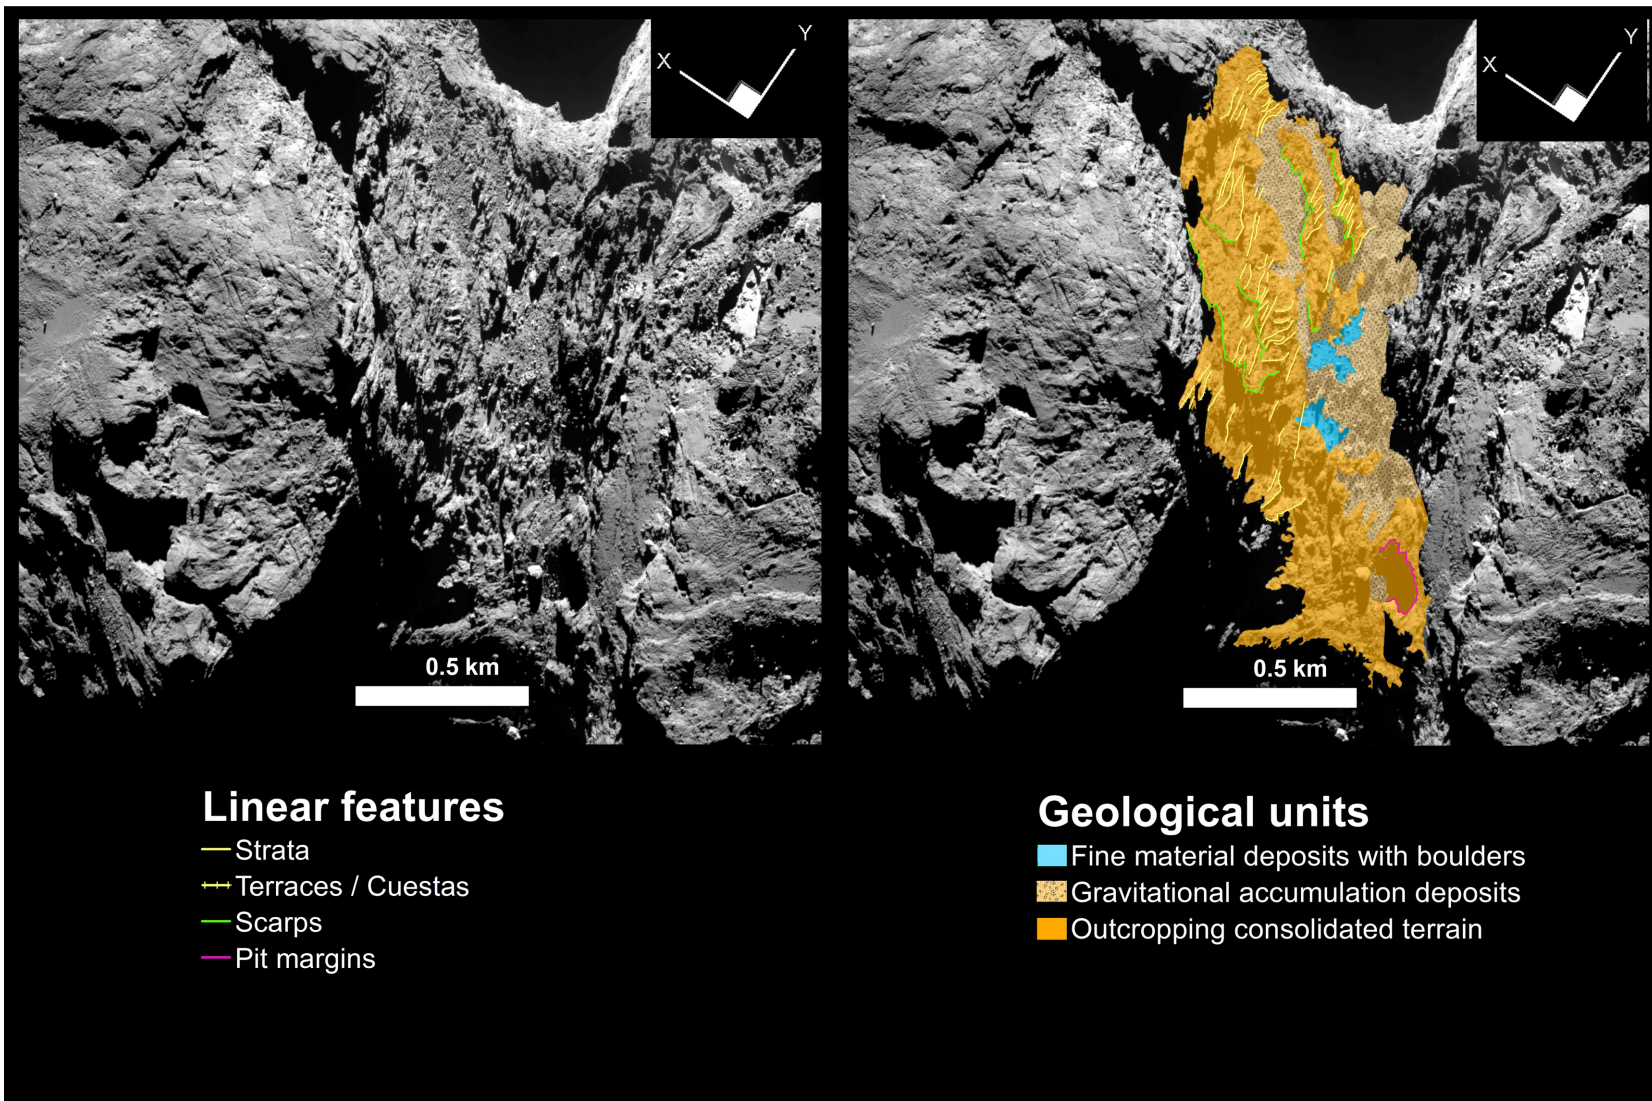 X
Y
X
Y
0.5 km
0.5 km
Linear features
Strata
Terraces / Cuestas
Scarps
Pit margins
Geological units
Fine material deposits with boulders
Gravitational accumulation deposits
Outcropping consolidated terrain